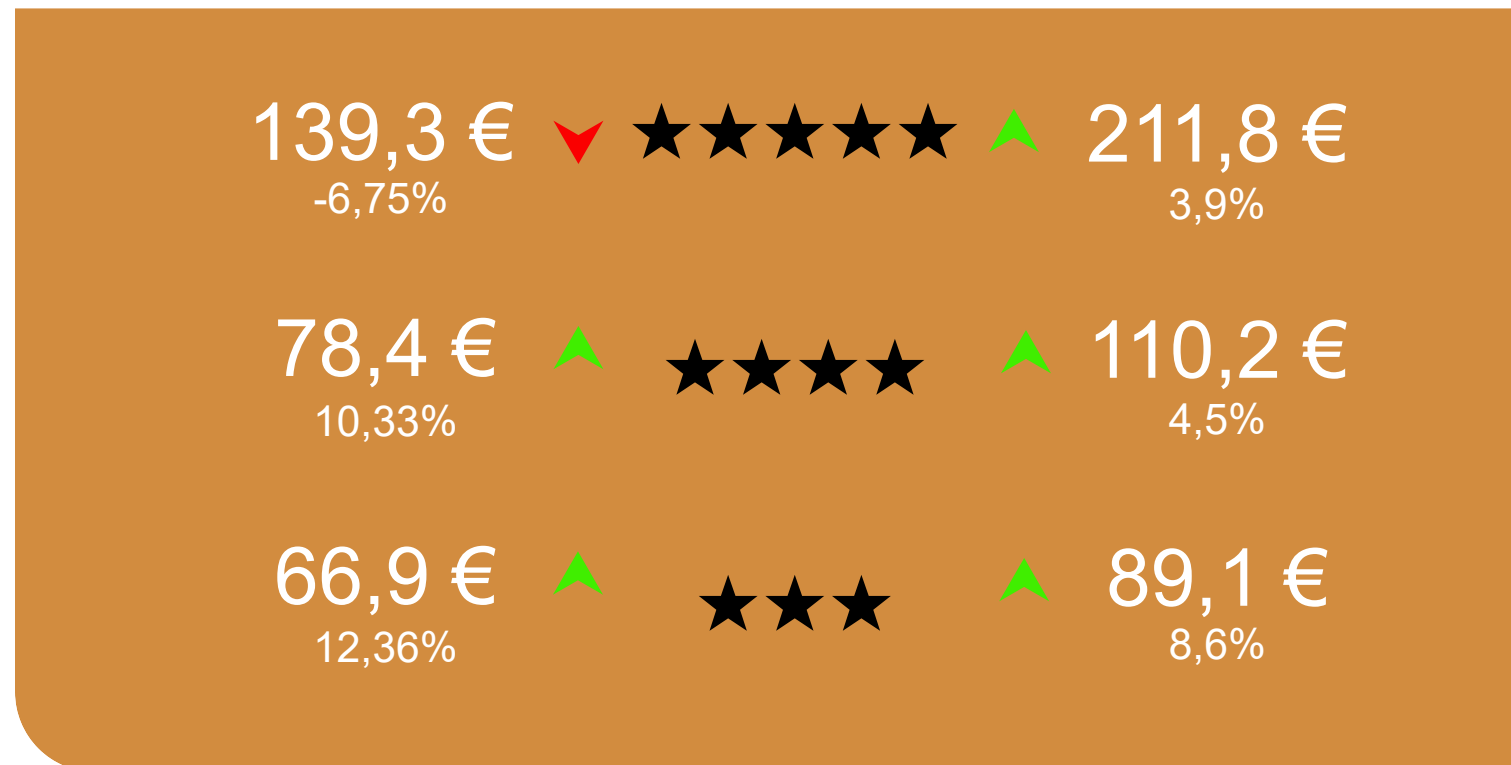 139,3 € ★★★★★ 211,8 €
-6,75% 3,9%
78,4 € ★★★★ 110,2 €
10,33% 4,5%
66,9 € ★★★ 89,1 €
12,36% 8,6%